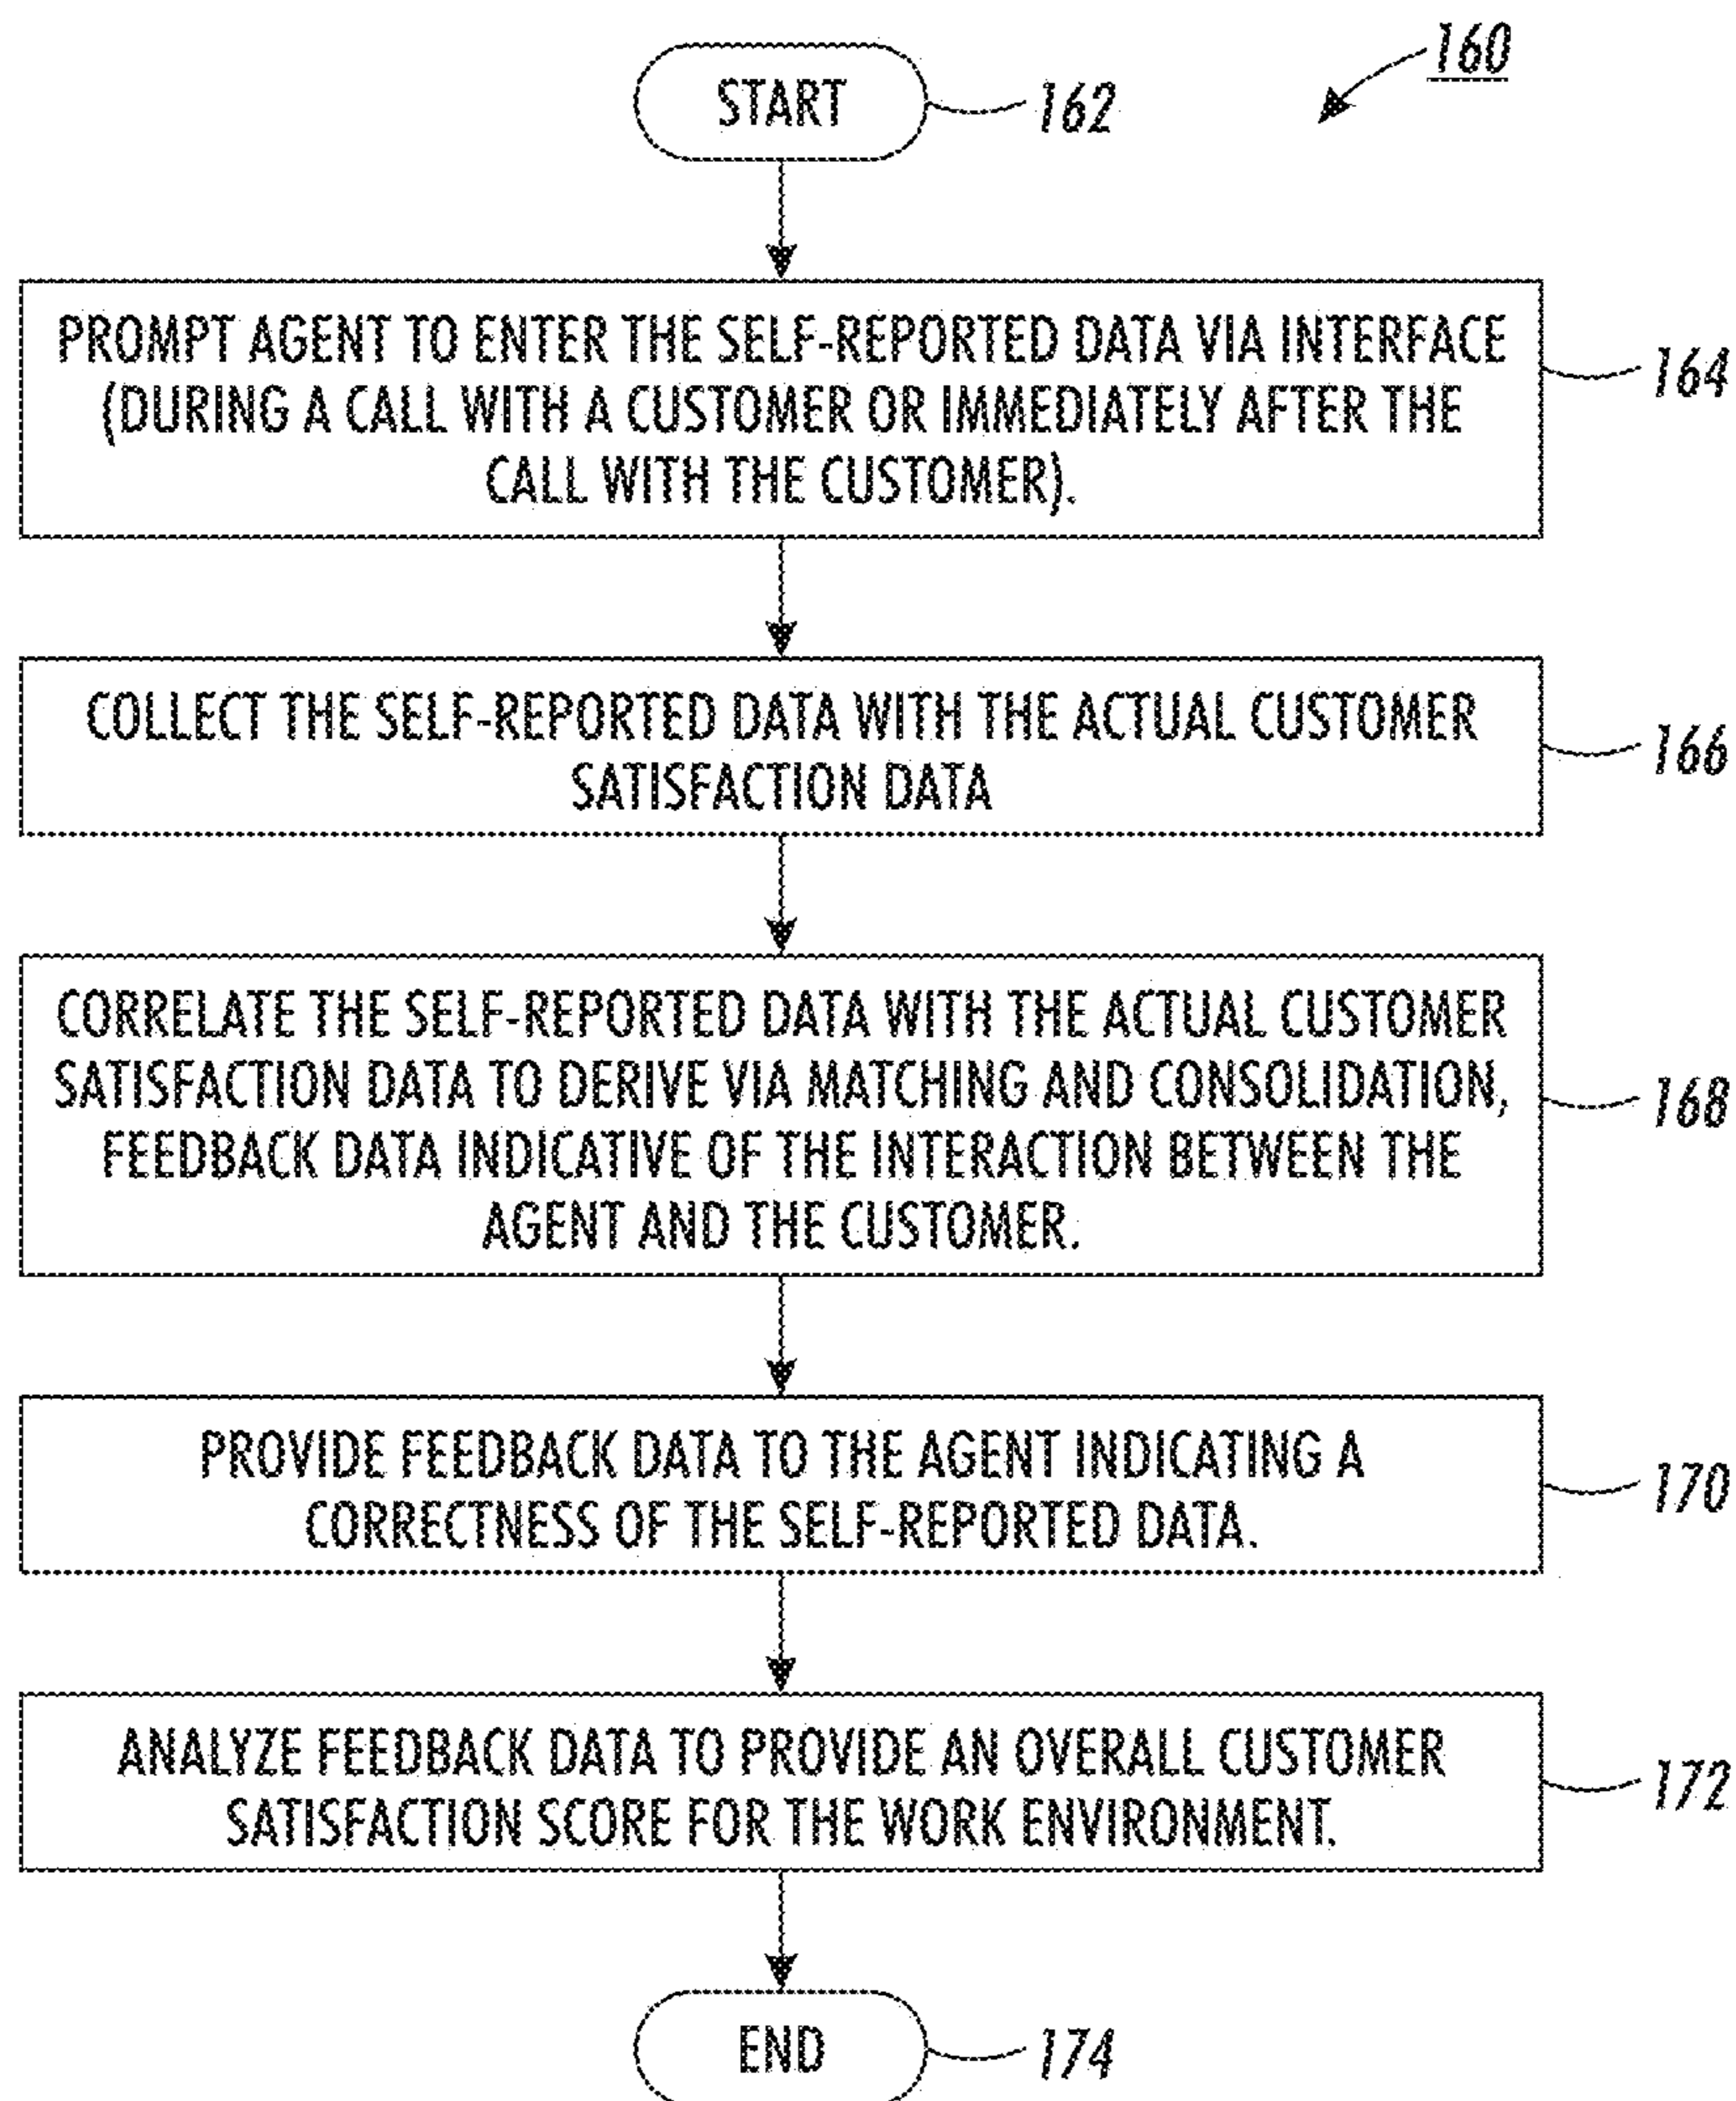 160
START
162
PROMPT AGENT TO ENTER THE SELF-REPORTED DATA VIA INTERFACE
(DURING A CALL WITH A CUSTOMER OR IMMEDIATELY AFTER THE
CALL WITH THE CUSTOMER).
164
COLLECT THE SELF-REPORTED DATA WITH THE ACTUAL CUSTOMER
SATISFACTION DATA
166
CORRELATE THE SELF-REPORTED DATA WITH THE ACTUAL CUSTOMER
SATISFACTION DATA TO DERIVE VIA MATCHING AND CONSOLIDATION,
FEEDBACK DATA INDICATIVE OF THE INTERACTION BETWEEN THE
AGENT AND THE CUSTOMER.
168
PROVIDE FEEDBACK DATA TO THE AGENT INDICATING A
CORRECTNESS OF THE SELF-REPORTED DATA.
170
ANALYZE FEEDBACK DATA TO PROVIDE AN OVERALL CUSTOMER
SATISFACTION SCORE FOR THE WORK ENVIRONMENT.
172
END
174